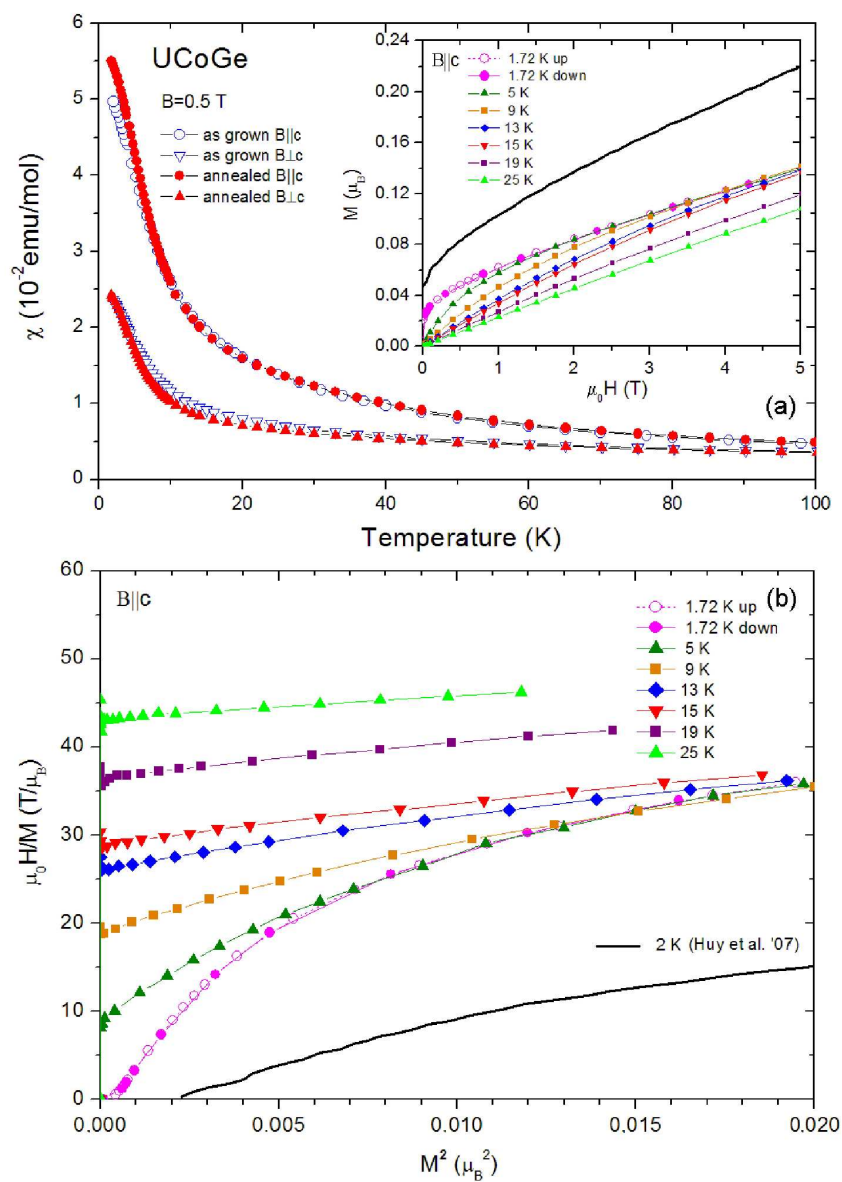 6
5
4
3
2
1
0
χ (10⁻²emu/mol)
UCoGe
B=0.5 T
as grown B||c
as grown B⊥c
annealed B||c
annealed B⊥c
0.24
0.20
0.16
0.12
0.08
0.04
0.00
M (μ_B)
B||c
1.72 K up
1.72 K down
5 K
9 K
13 K
15 K
19 K
25 K
0 1 2 3 4 5
μ₀H (T)
(a)
0 20 40 60 80 100
Temperature (K)
60
50
40
30
20
10
0
μ₀H/M (T/μ_B)
B||c
(b)
1.72 K up
1.72 K down
5 K
9 K
13 K
15 K
19 K
25 K
2 K (Huy et al. '07)
0.000 0.005 0.010 0.015 0.020
M² (μ_B²)